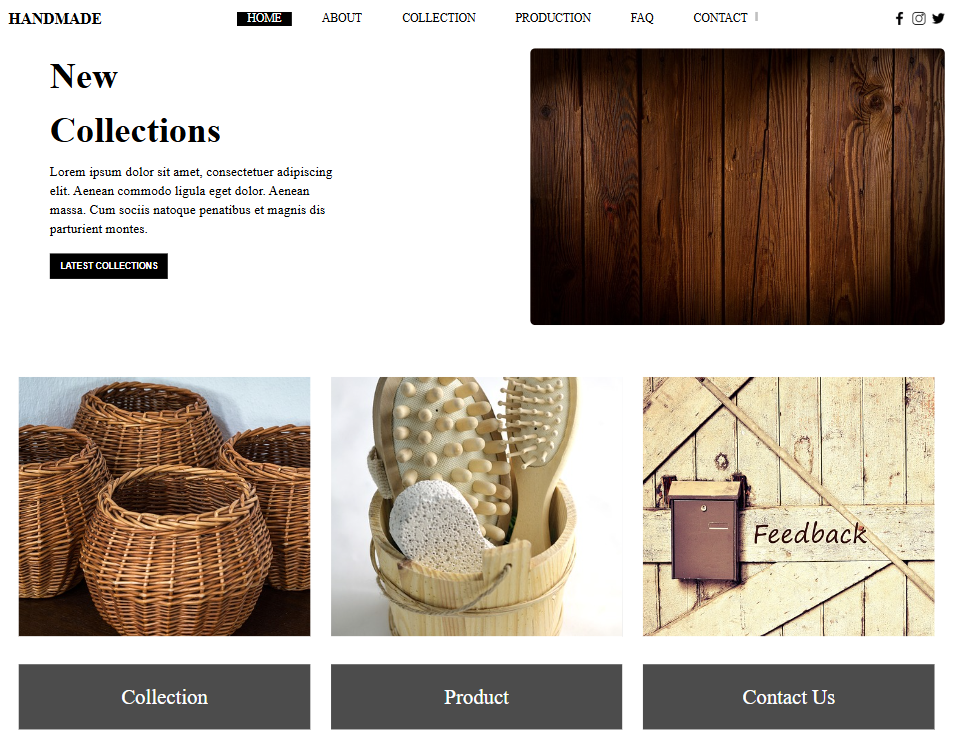 HANDMADE
HOME ABOUT COLLECTION PRODUCTION FAQ CONTACT
New
Collections
Lorem ipsum dolor sit amet, consectetuer adipiscing
elit. Aenean commodo ligula eget dolor. Aenean
massa. Cum sociis natoque penatibus et magnis dis
parturient montes.
LATEST COLLECTIONS
Feedback
Collection
Product
Contact Us